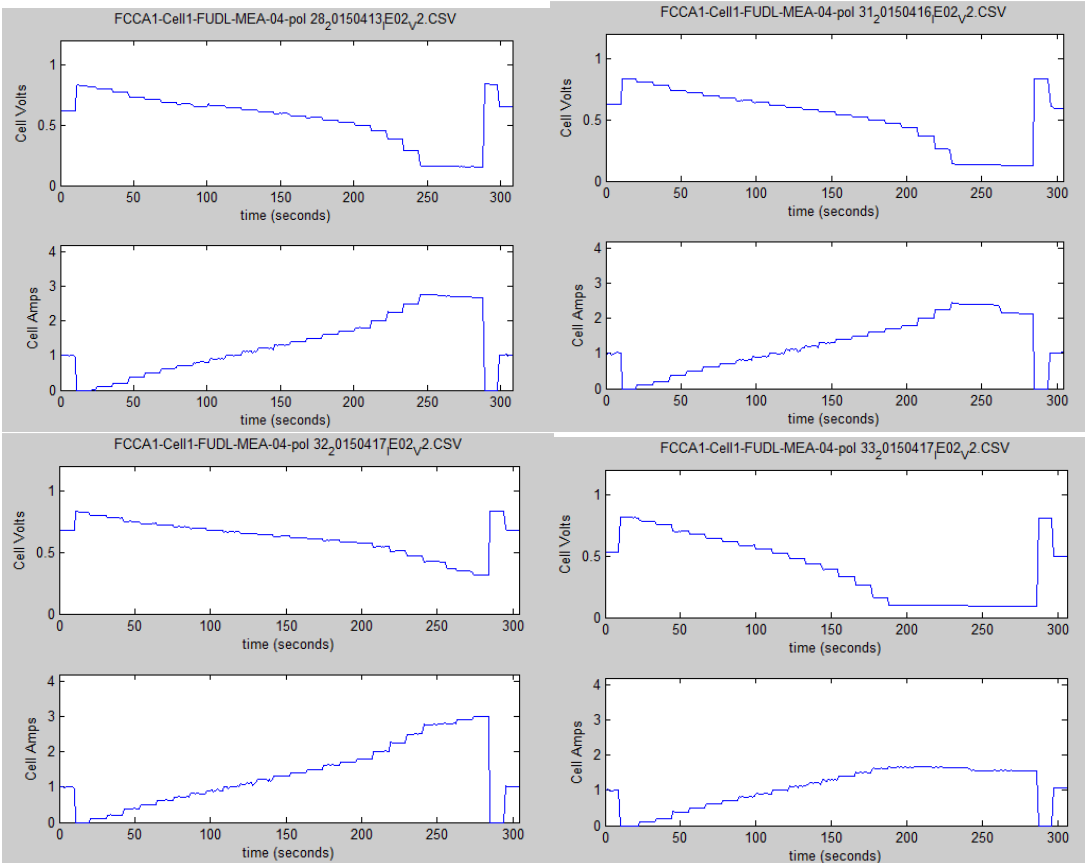 FCCA1-Cell1-FUDL-MEA-04-pol 28₂0150413ᵢE02ᵥ2.CSV
1
0.5
0
Cell Volts
0 50 100 150 200 250 300
time (seconds)
4
3
2
1
0
Cell Amps
0 50 100 150 200 250 300
time (seconds)
FCCA1-Cell1-FUDL-MEA-04-pol 31₂0150416ᵢE02ᵥ2.CSV
1
0.5
0
Cell Volts
0 50 100 150 200 250 300
time (seconds)
4
3
2
1
0
Cell Amps
0 50 100 150 200 250 300
time (seconds)
FCCA1-Cell1-FUDL-MEA-04-pol 32₂0150417ᵢE02ᵥ2.CSV
1
0.5
0
Cell Volts
0 50 100 150 200 250 300
time (seconds)
4
3
2
1
0
Cell Amps
0 50 100 150 200 250 300
time (seconds)
FCCA1-Cell1-FUDL-MEA-04-pol 33₂0150417ᵢE02ᵥ2.CSV
1
0.5
0
Cell Volts
0 50 100 150 200 250 300
time (seconds)
4
3
2
1
0
Cell Amps
0 50 100 150 200 250 300
time (seconds)